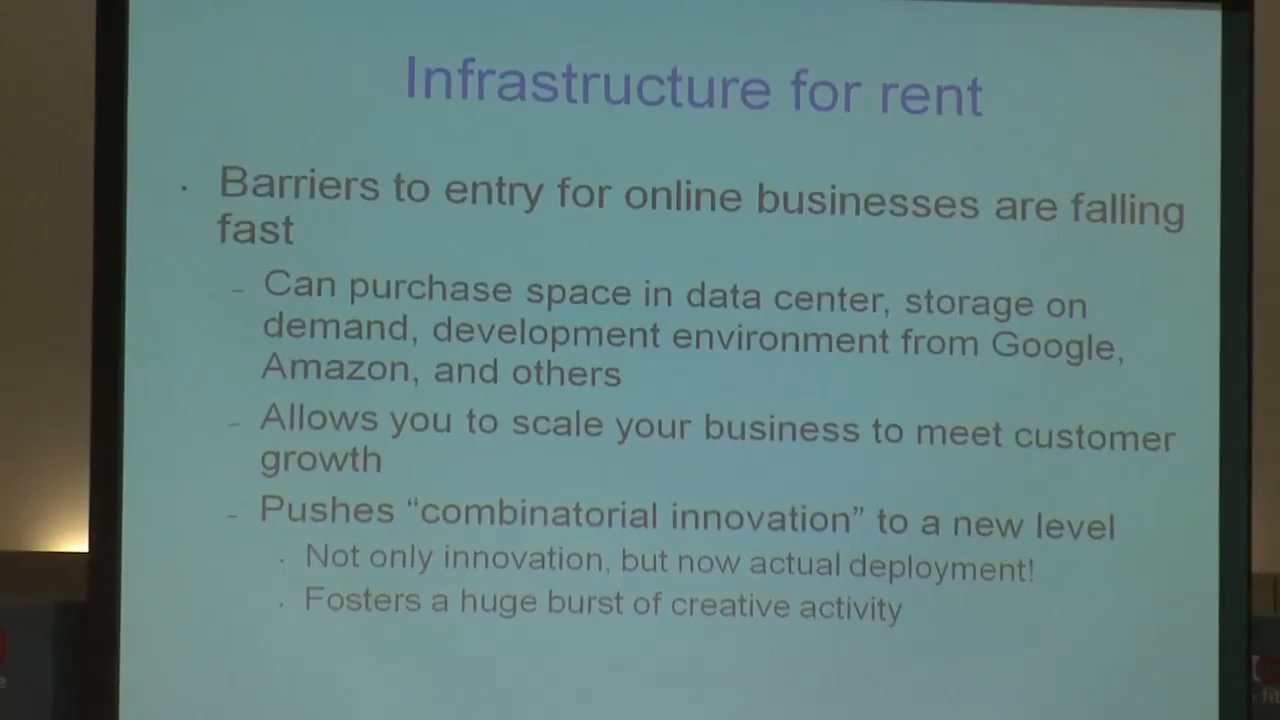 Infrastructure for rent
· Barriers to entry for online businesses are falling
fast
– Can purchase space in data center, storage on
demand, development environment from Google,
Amazon, and others
– Allows you to scale your business to meet customer
growth
– Pushes “combinatorial innovation” to a new level
· Not only innovation, but now actual deployment!
· Fosters a huge burst of creative activity